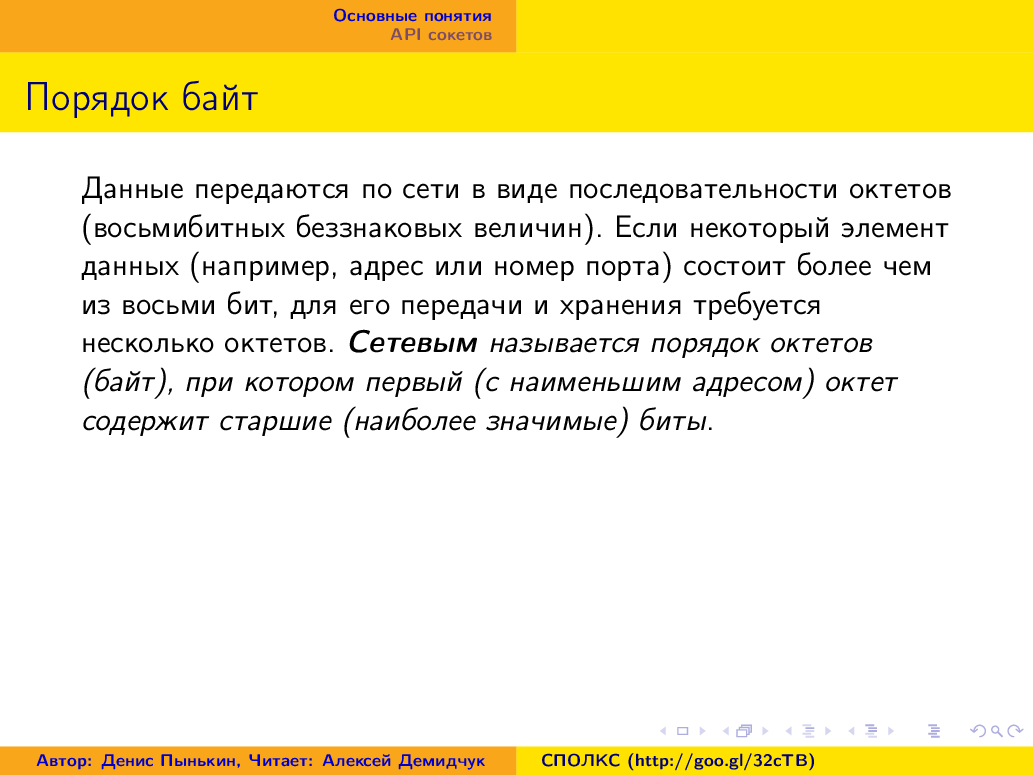 Основные понятия
API сокетов
Порядок байт
Данные передаются по сети в виде последовательности октетов
(восьмибитных беззнаковых величин). Если некоторый элемент
данных (например, адрес или номер порта) состоит более чем
из восьми бит, для его передачи и хранения требуется
несколько октетов. Сетевым называется порядок октетов
(байт), при котором первый (с наименьшим адресом) октет
содержит старшие (наиболее значимые) биты.
Автор: Денис Пынькин, Читает: Алексей Демидчук
СПОЛКС (http://goo.gl/32cTB)